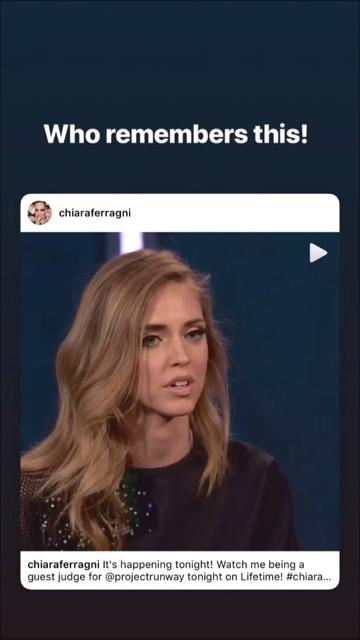 Who remembers this!
chiaraferragni
chiaraferragni It's happening tonight! Watch me being a
guest judge for @projectrunway tonight on Lifetime! #chiara...